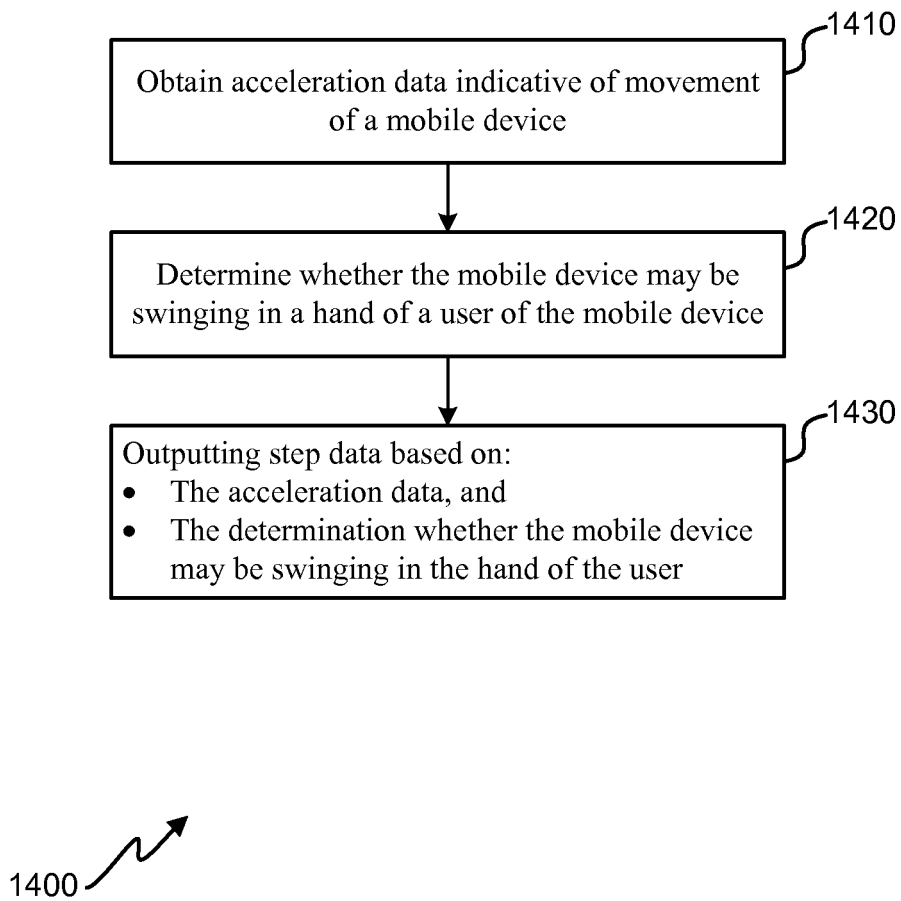 1410
Obtain acceleration data indicative of movement
of a mobile device
1420
Determine whether the mobile device may be
swinging in a hand of a user of the mobile device
1430
Outputting step data based on:
• The acceleration data, and
• The determination whether the mobile device
may be swinging in the hand of the user
1400